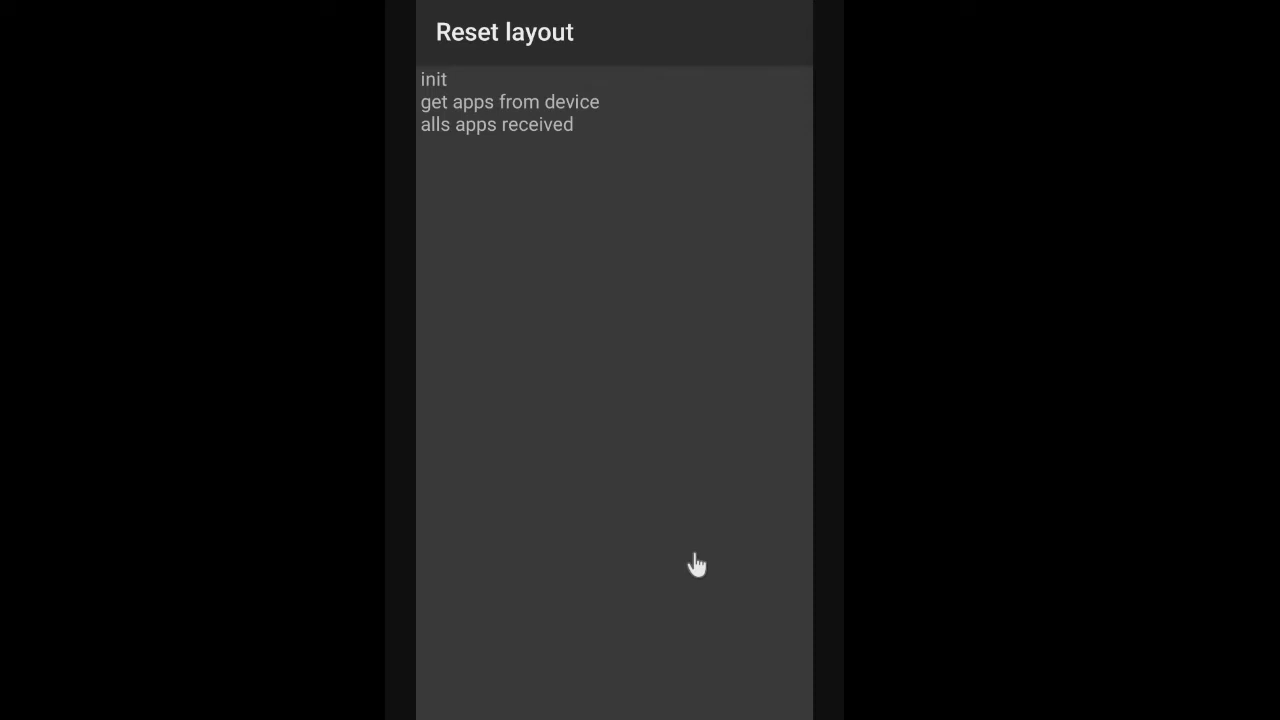 Reset layout
init
get apps from device
alls apps received